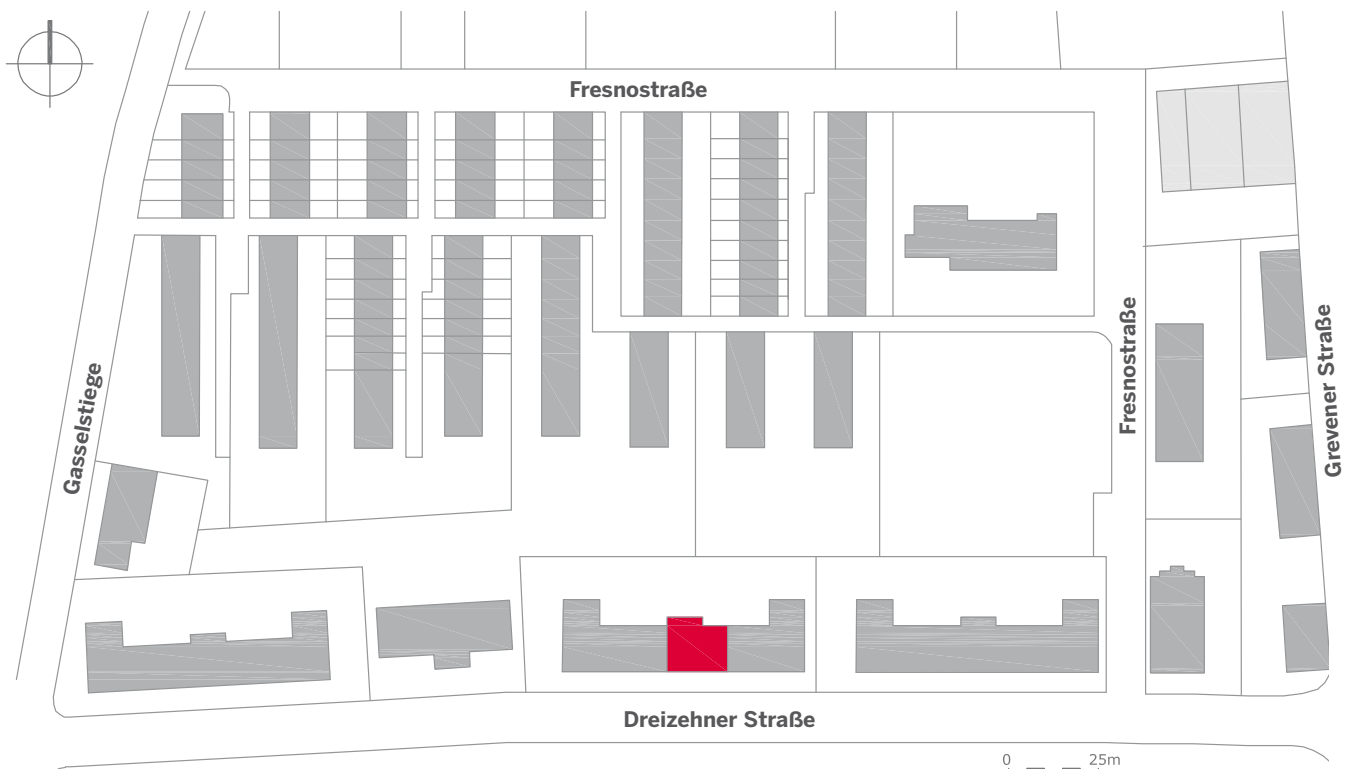 Fresnostraße
Gasselstiege
Fresnostraße
Grevener Straße
Dreizehner Straße
0 25m